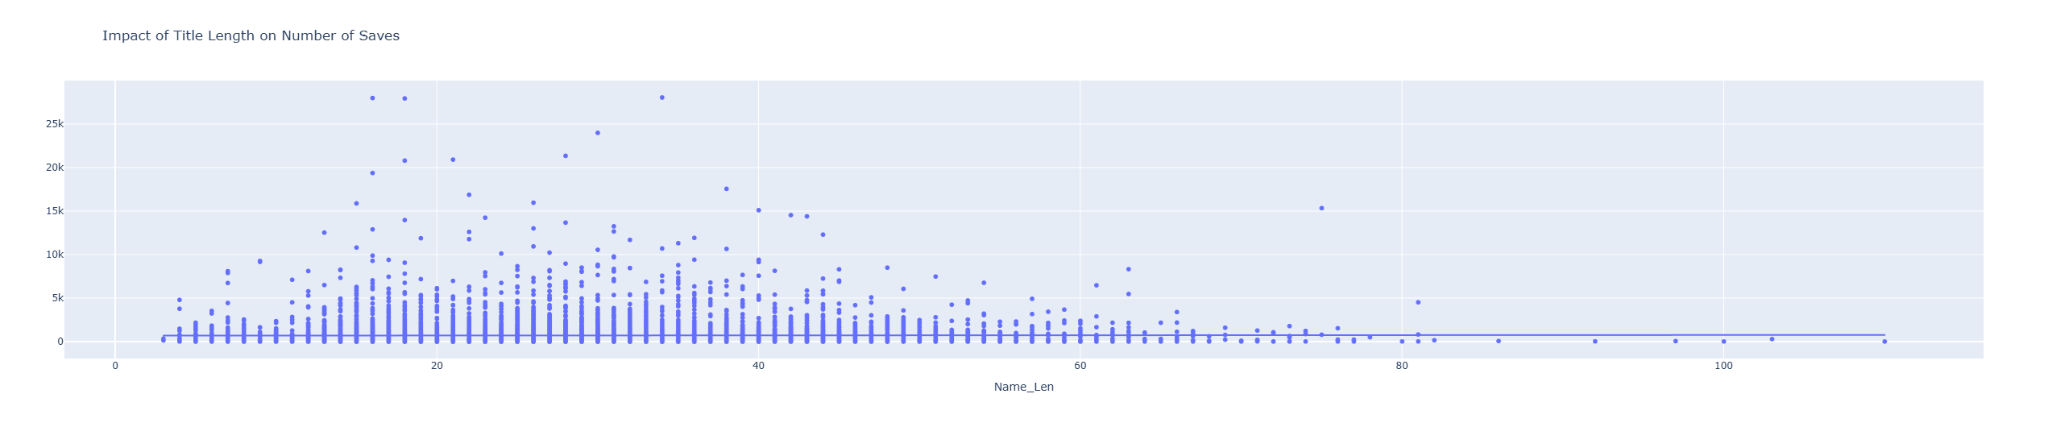 Impact of Title Length on Number of Saves
25k
20k
15k
10k
5k
0
0 20 40 60 80 100
Name_Len